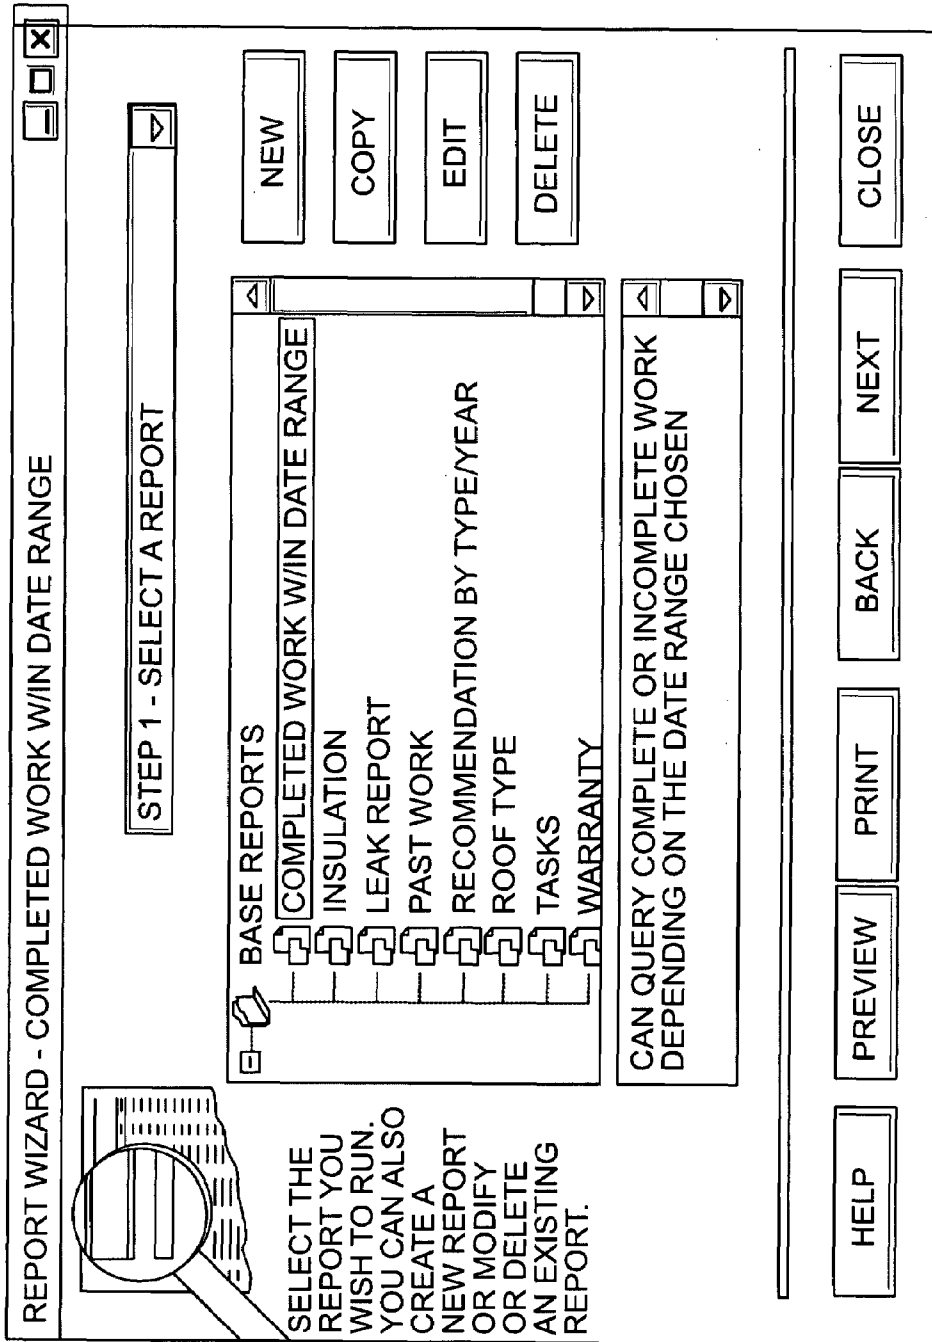 REPORT WIZARD - COMPLETED WORK W/IN DATE RANGE
STEP 1 - SELECT A REPORT
SELECT THE
REPORT YOU
WISH TO RUN.
YOU CAN ALSO
CREATE A
NEW REPORT
OR MODIFY
OR DELETE
AN EXISTING
REPORT.
BASE REPORTS
COMPLETED WORK W/IN DATE RANGE
INSULATION
LEAK REPORT
PAST WORK
RECOMMENDATION BY TYPE/YEAR
ROOF TYPE
TASKS
WARRANTY
CAN QUERY COMPLETE OR INCOMPLETE WORK
DEPENDING ON THE DATE RANGE CHOSEN
NEW
COPY
EDIT
DELETE
HELP
PREVIEW
PRINT
BACK
NEXT
CLOSE